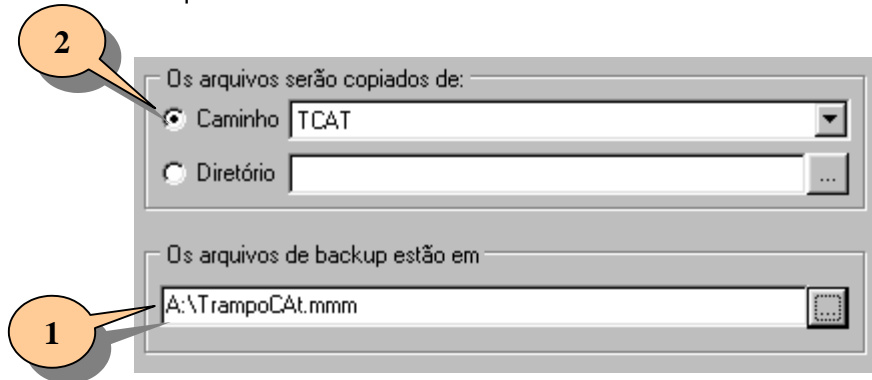 2
Os arquivos serão copiados de:
Caminho TCAT
Diretório ...
Os arquivos de backup estão em
A:\TrampoCAt.mmm ...
1